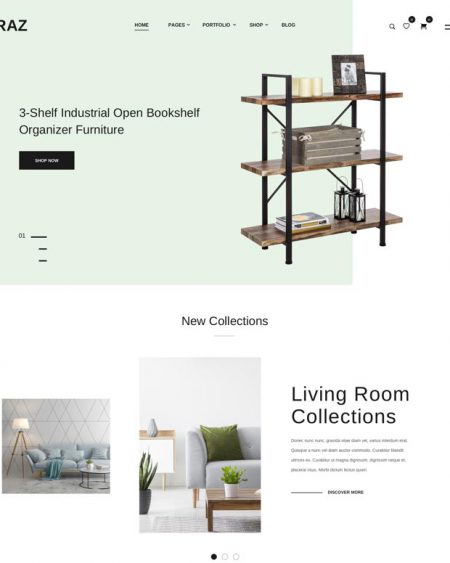 RAZ
HOME PAGES PORTFOLIO SHOP BLOG
3-Shelf Industrial Open Bookshelf
Organizer Furniture
SHOP NOW
01
New Collections
Living Room
Collections
Donec nunc nunc, gravida vitae diam vel, varius interdum erat.
Quisque a nunc vel diam auctor commodo. Curabitur blandit
ultrices ex. Curabitur ut magna dignissim, dignissim neque et,
placerat risus. Morbi dictum lectus quam
DISCOVER MORE